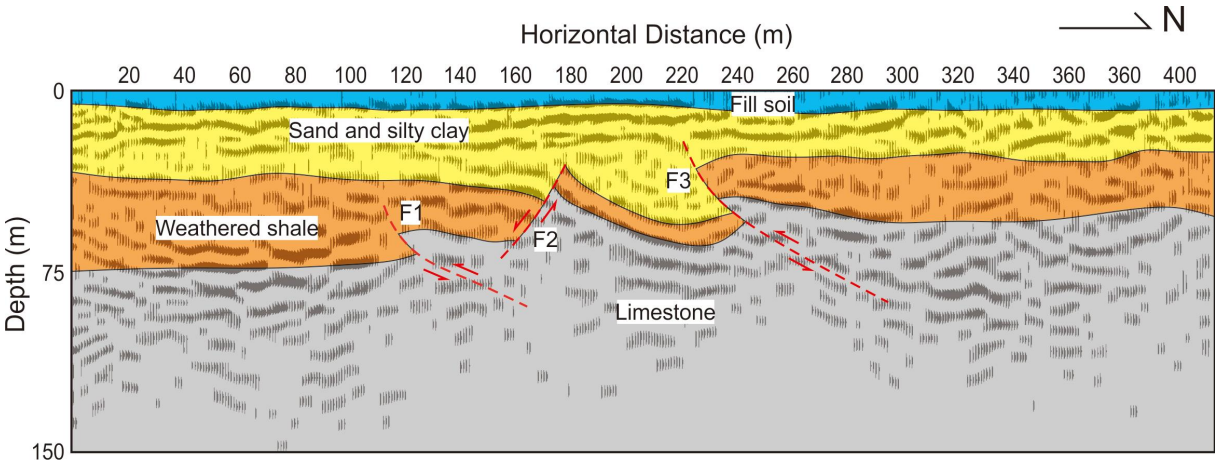 N
Horizontal Distance (m)
20 40 60 80 100 120 140 160 180 200 220 240 260 280 300 320 340 360 360 400
0
Fill soil
Sand and silty clay
F3
F1
Weathered shale
F2
75
Limestone
150
Depth (m)